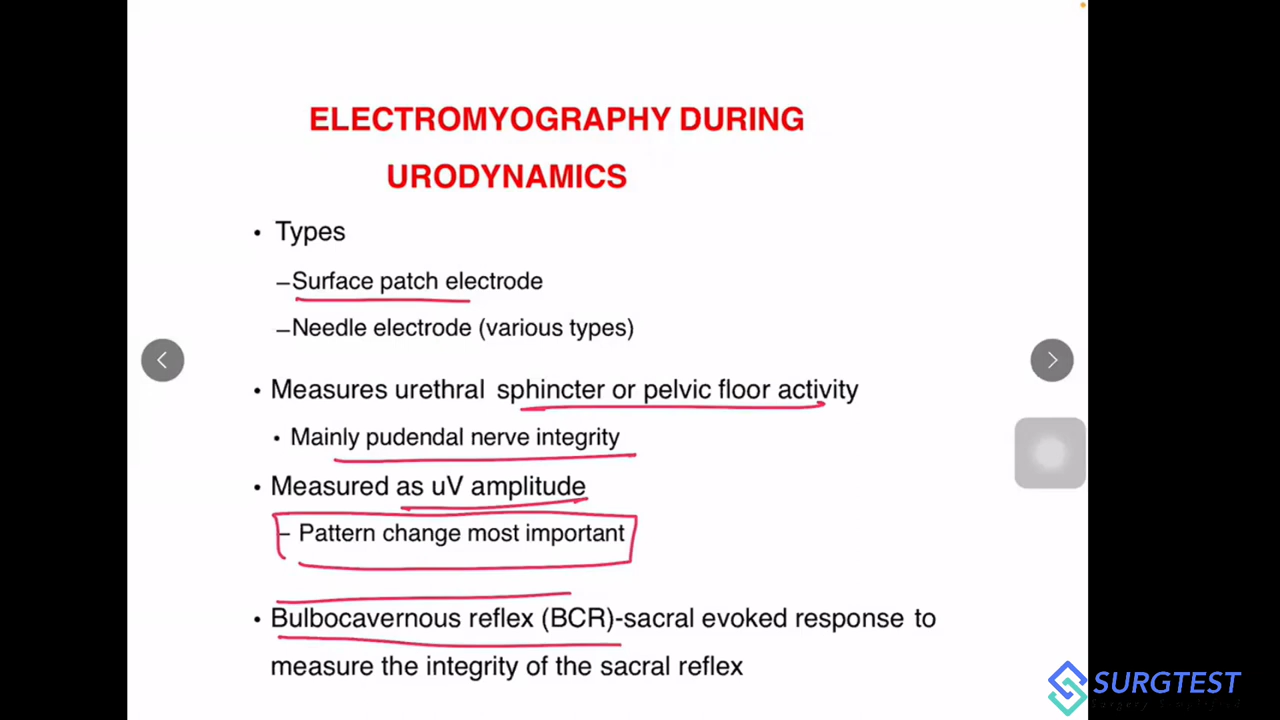 ELECTROMYOGRAPHY DURING
URODYNAMICS
• Types
–Surface patch electrode
–Needle electrode (various types)
• Measures urethral sphincter or pelvic floor activity
• Mainly pudendal nerve integrity
• Measured as uV amplitude
– Pattern change most important
• Bulbocavernous reflex (BCR)-sacral evoked response to
measure the integrity of the sacral reflex
SURGTEST